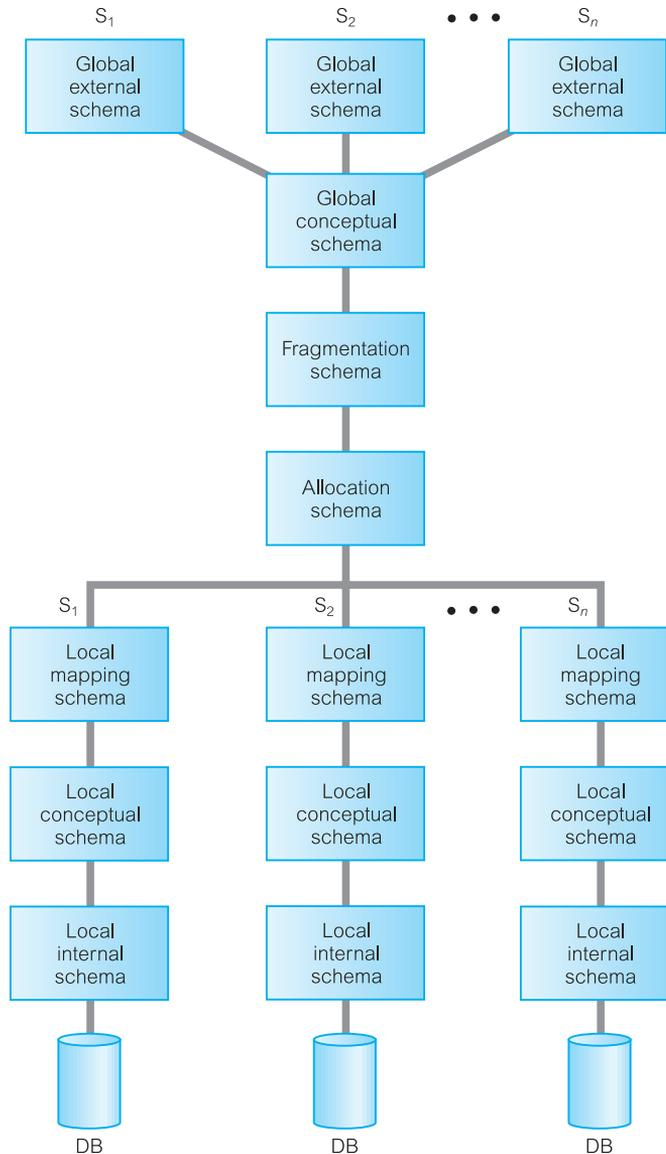 S1 S2 • • • Sn
Global external schema
Global external schema
Global external schema
Global conceptual schema
Fragmentation schema
Allocation schema
S1 S2 • • • Sn
Local mapping schema
Local mapping schema
Local mapping schema
Local conceptual schema
Local conceptual schema
Local conceptual schema
Local internal schema
Local internal schema
Local internal schema
DB DB DB